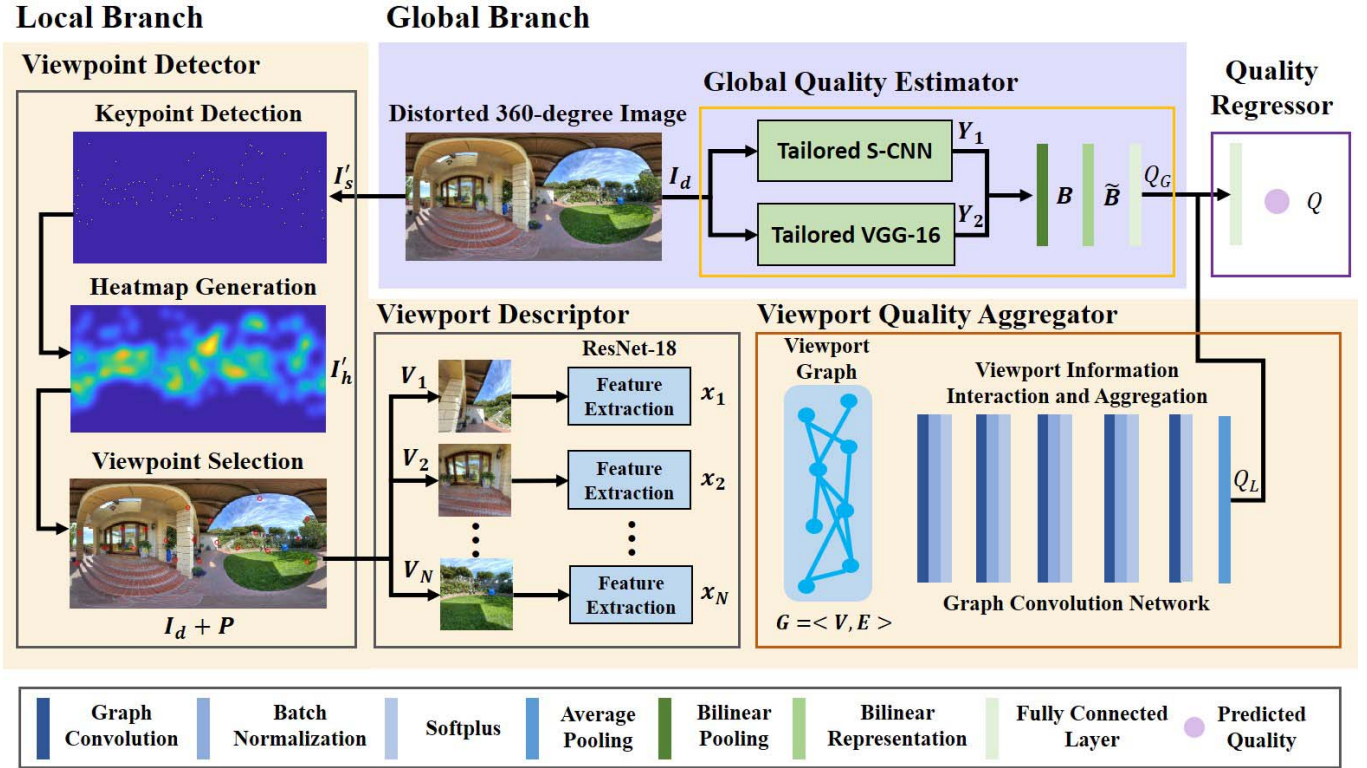 Local Branch
Global Branch
Viewpoint Detector
Keypoint Detection
I′s
Heatmap Generation
I′h
Viewpoint Selection
Id + P
Distorted 360-degree Image
Id
Global Quality Estimator
Tailored S-CNN
Y1
Tailored VGG-16
Y2
B
B̃
QG
Quality
Regressor
Q
Viewport Descriptor
ResNet-18
V1
Feature
Extraction
x1
V2
Feature
Extraction
x2
VN
Feature
Extraction
xN
Viewport Quality Aggregator
Viewport
Graph
G =< V, E >
Viewport Information
Interaction and Aggregation
QL
Graph Convolution Network
Graph
Convolution
Batch
Normalization
Softplus
Average
Pooling
Bilinear
Pooling
Bilinear
Representation
Fully Connected
Layer
Predicted
Quality